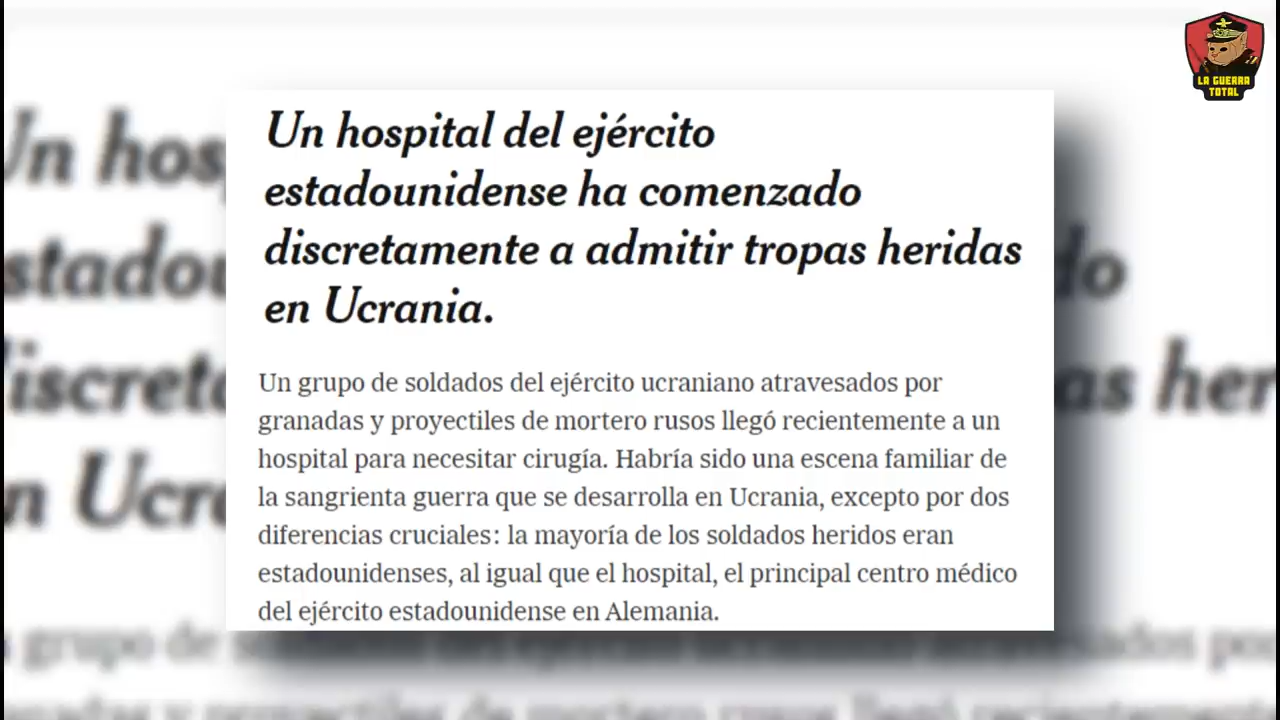 LA GUERRA
TOTAL
Un hospital del ejército
estadounidense ha comenzado
discretamente a admitir tropas heridas
en Ucrania.
Un grupo de soldados del ejército ucraniano atravesados por
granadas y proyectiles de mortero rusos llegó recientemente a un
hospital para necesitar cirugía. Habría sido una escena familiar de
la sangrienta guerra que se desarrolla en Ucrania, excepto por dos
diferencias cruciales: la mayoría de los soldados heridos eran
estadounidenses, al igual que el hospital, el principal centro médico
del ejército estadounidense en Alemania.